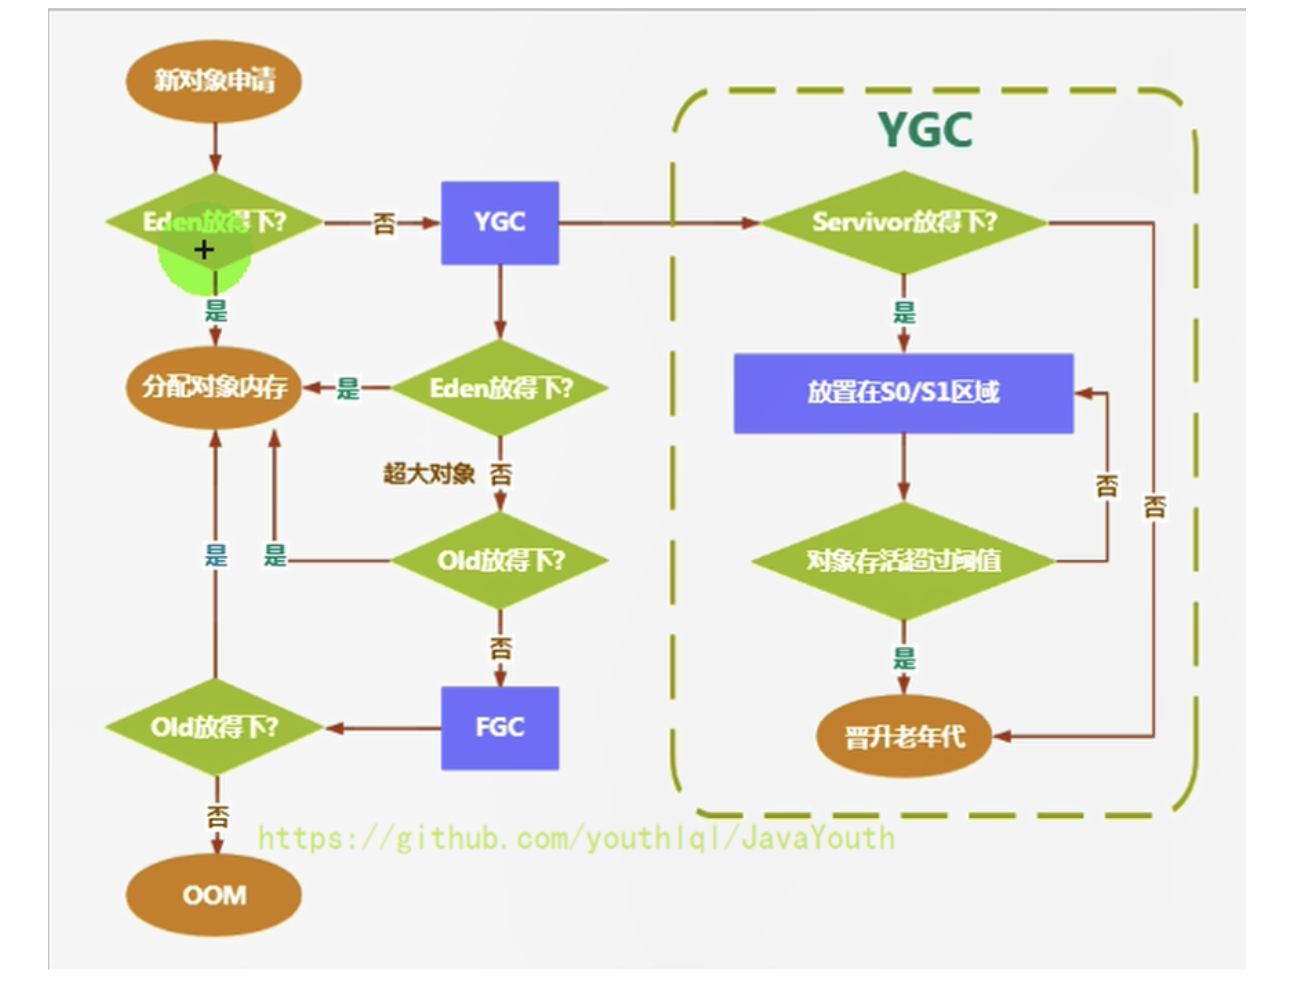 新对象申请
YGC
Eden放得下?
否
YGC
Servivor放得下?
是
是
分配对象内存
是
Eden放得下?
放置在S0/S1区域
超大对象
否
否
否
是
是
Old放得下?
对象存活超过阈值
否
是
Old放得下?
FGC
晋升老年代
否
https://github.com/youthlql/JavaYouth
OOM